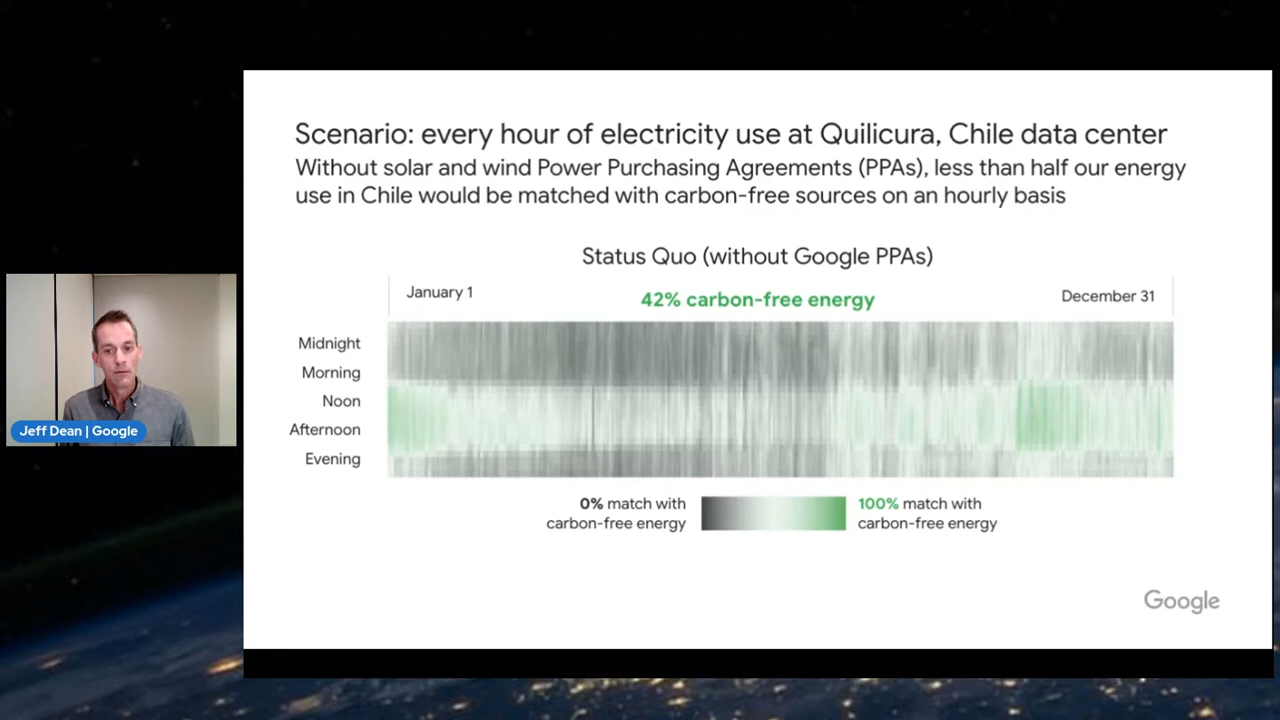 Scenario: every hour of electricity use at Quilicura, Chile data center
Without solar and wind Power Purchasing Agreements (PPAs), less than half our energy
use in Chile would be matched with carbon-free sources on an hourly basis
Status Quo (without Google PPAs)
January 1
42% carbon-free energy
December 31
Midnight
Morning
Noon
Afternoon
Evening
0% match with
carbon-free energy
100% match with
carbon-free energy
Google
Jeff Dean | Google